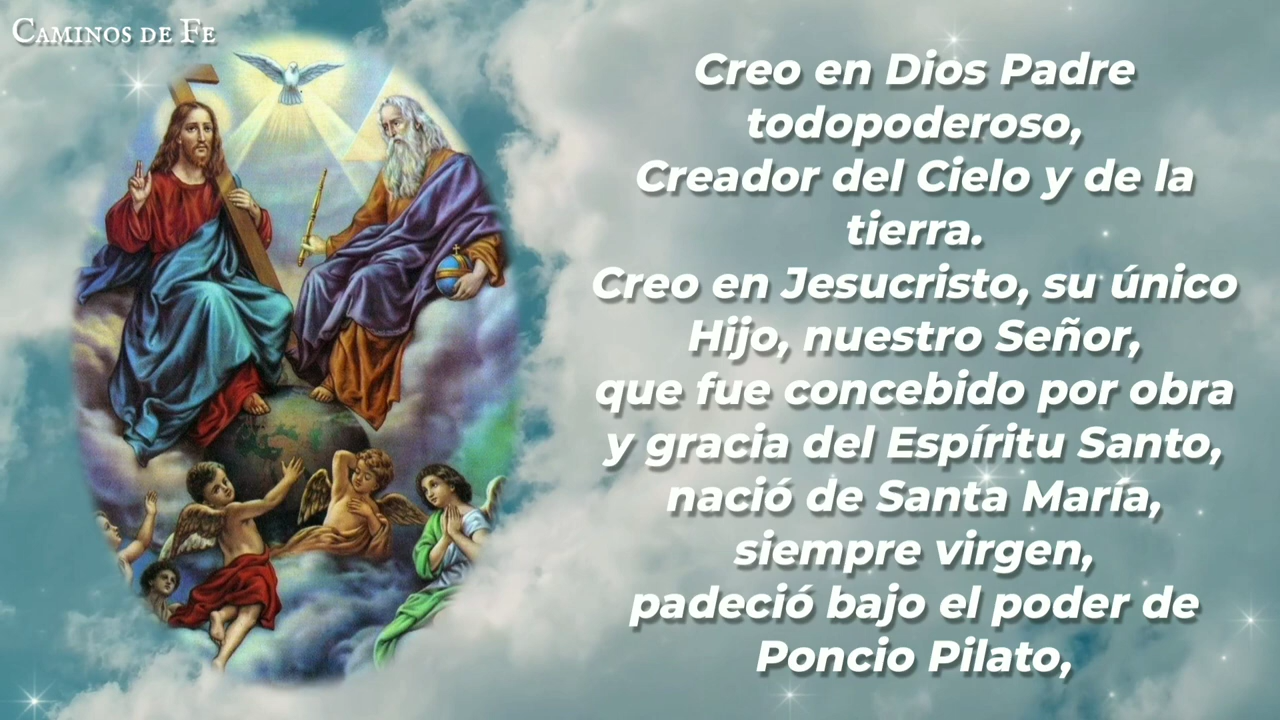 Caminos de Fe
Creo en Dios Padre
todopoderoso,
Creador del Cielo y de la
tierra.
Creo en Jesucristo, su único
Hijo, nuestro Señor,
que fue concebido por obra
y gracia del Espíritu Santo,
nació de Santa María,
siempre virgen,
padeció bajo el poder de
Poncio Pilato,